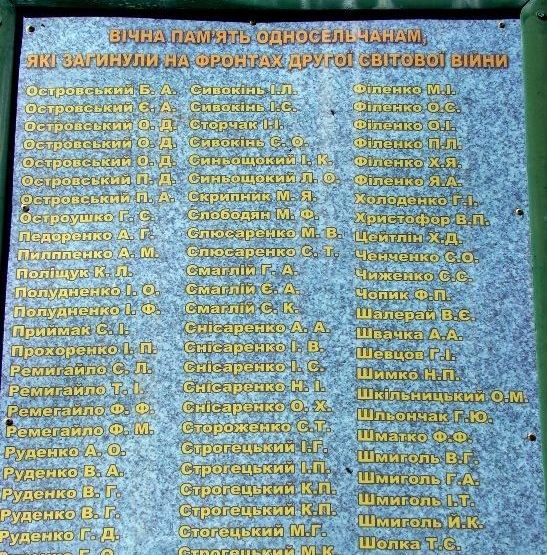 ВІЧНА ПАМ'ЯТЬ ОДНОСЕЛЬЧАНАМ,
ЯКІ ЗАГИНУЛИ НА ФРОНТАХ ДРУГОЇ СВІТОВОЇ ВІЙНИ
Островський Б. А.
Островський Є. А.
Островський О. Д.
Островський О. Д.
Островський О. Д.
Островський П. Д.
Островський П. А.
Остроушко Г. С.
Педоренко А. Г.
Пилппенко А. М.
Поліщук К. Л.
Полудненко І. О.
Полудненко І. Ф.
Приймак С. І.
Прохоренко І. П.
Ремигайло С. Л.
Ремигайло Т. І.
Ремегайло Ф. Ф.
Ремегайло Ф. М.
Руденко А. О.
Руденко В. А.
Руденко В. Г.
Руденко В. Г.
Руденко Г. Д.
Сивокінь І.Л.
Сивокінь І.С.
Сторчак І-І.
Сивокінь С. О.
Синьощокий І. К.
Синьощокий Л. О.
Скрипник М. Я.
Слободян М. Ф.
Слюсаренко М. В.
Слюсаренко С. Т.
Смаглій Г. А.
Смаглій Є. А.
Смаглій С. К.
Снісаренко А. А.
Снісаренко І. В.
Снісаренко І. С.
Снісаренко Н. І.
Снісаренко О. Х.
Стороженко С.Т.
Строгецький І.Г.
Строгецький І.П.
Строгецький К.П.
Строгецький К.П.
Стогецький М.Г.
Строгецький М.К.
Філенко М.І.
Філенко О.Є.
Філенко О.І.
Філенко П.Л.
Філенко Х.Я.
Філенко Я.А.
Холоденко Г.І.
Христофор В.П.
Цейтлін Х.Д.
Ченченко С.О.
Чиженко С.С.
Чопик Ф.П.
Шалерай В.Є.
Швачка А.А.
Шевцов Г.І.
Шимко Н.П.
Шкільницький О.М.
Шльончак Г.Ю.
Шматко Ф.Ф.
Шмиголь В.Г.
Шмиголь Г.А.
Шмиголь І.Т.
Шмиголь Й.К.
Шолка Т.Є.